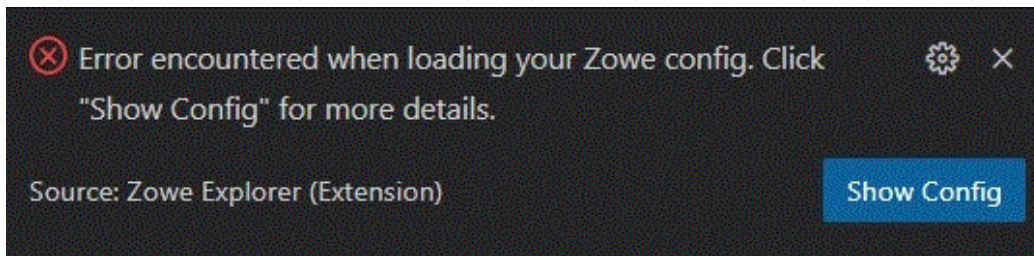 Error encountered when loading your Zowe config. Click
"Show Config" for more details.
Source: Zowe Explorer (Extension)
Show Config